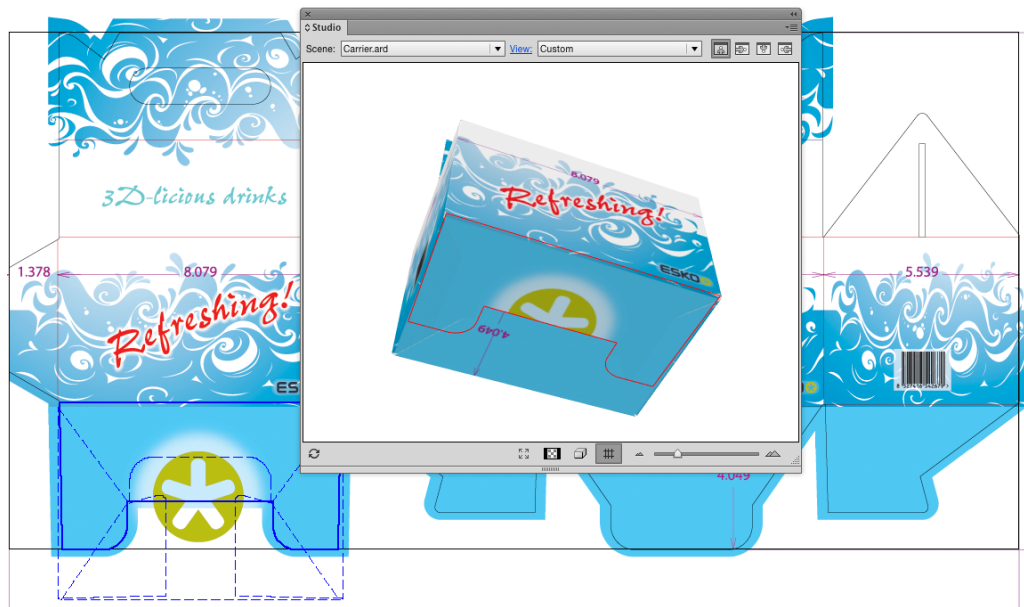 Studio
Scene: Carrier.ard View: Custom
3D-licious drinks
8.079
Refreshing!
ESKO
4.049
1.378 8.079
Refreshing!
ES
5.539
4.049